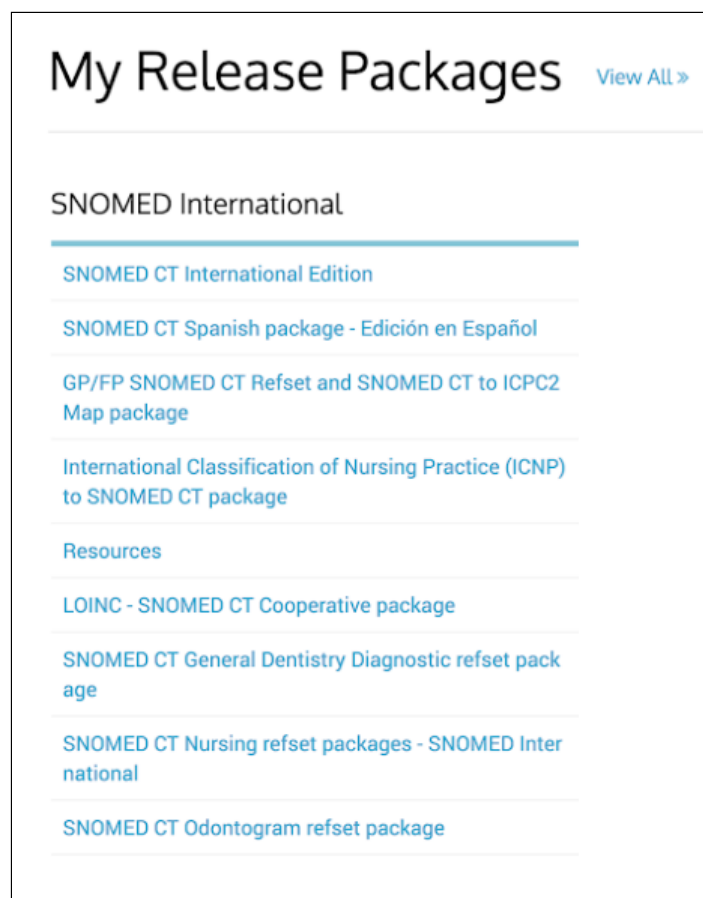 My Release Packages View All »
SNOMED International
SNOMED CT International Edition
SNOMED CT Spanish package - Edición en Español
GP/FP SNOMED CT Refset and SNOMED CT to ICPC2
Map package
International Classification of Nursing Practice (ICNP)
to SNOMED CT package
Resources
LOINC - SNOMED CT Cooperative package
SNOMED CT General Dentistry Diagnostic refset pack
age
SNOMED CT Nursing refset packages - SNOMED Inter
national
SNOMED CT Odontogram refset package